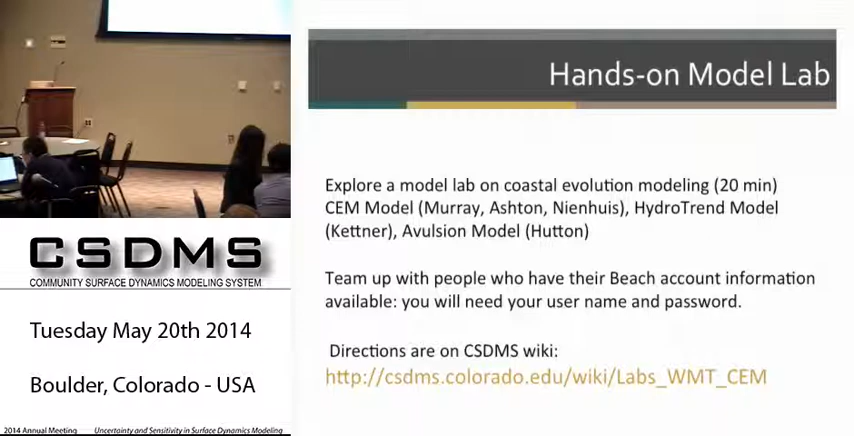 CSDMS
COMMUNITY SURFACE DYNAMICS MODELING SYSTEM
Tuesday May 20th 2014
Boulder, Colorado - USA
2014 Annual Meeting Uncertainty and Sensitivity in Surface Dynamics Modeling
Hands-on Model Lab
Explore a model lab on coastal evolution modeling (20 min)
CEM Model (Murray, Ashton, Nienhuis), HydroTrend Model
(Kettner), Avulsion Model (Hutton)
Team up with people who have their Beach account information
available: you will need your user name and password.
Directions are on CSDMS wiki:
http://csdms.colorado.edu/wiki/Labs_WMT_CEM